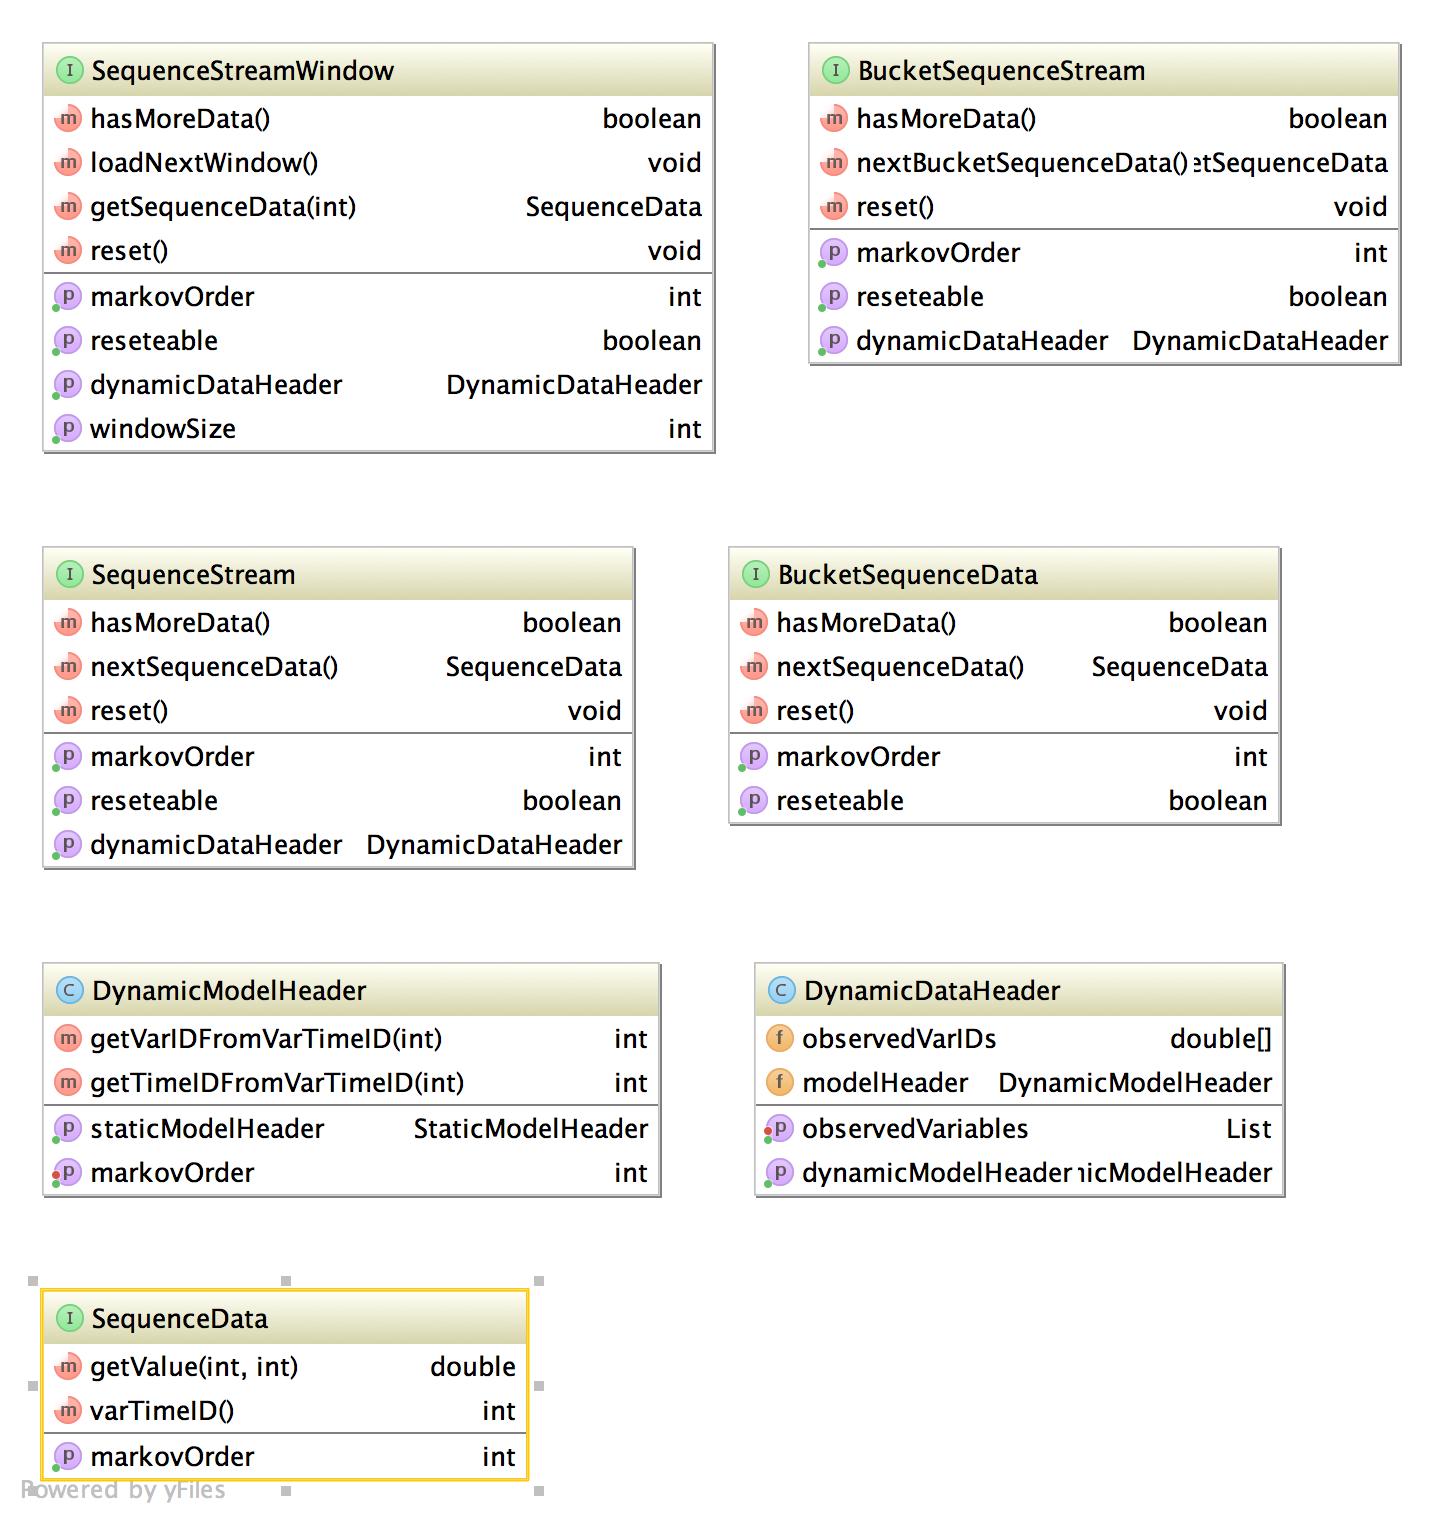 I SequenceStreamWindow
m hasMoreData() boolean
m loadNextWindow() void
m getSequenceData(int) SequenceData
m reset() void
p markovOrder int
p reseteable boolean
p dynamicDataHeader DynamicDataHeader
p windowSize int
I BucketSequenceStream
m hasMoreData() boolean
m nextBucketSequenceData() etSequenceData
m reset() void
p markovOrder int
p reseteable boolean
p dynamicDataHeader DynamicDataHeader
I SequenceStream
m hasMoreData() boolean
m nextSequenceData() SequenceData
m reset() void
p markovOrder int
p reseteable boolean
p dynamicDataHeader DynamicDataHeader
I BucketSequenceData
m hasMoreData() boolean
m nextSequenceData() SequenceData
m reset() void
p markovOrder int
p reseteable boolean
C DynamicModelHeader
m getVarIDFromVarTimeID(int) int
m getTimeIDFromVarTimeID(int) int
p staticModelHeader StaticModelHeader
p markovOrder int
C DynamicDataHeader
f observedVarIDs double[]
f modelHeader DynamicModelHeader
p observedVariables List
p dynamicModelHeader icModelHeader
I SequenceData
m getValue(int, int) double
m varTimeID() int
p markovOrder int
Powered by yFiles